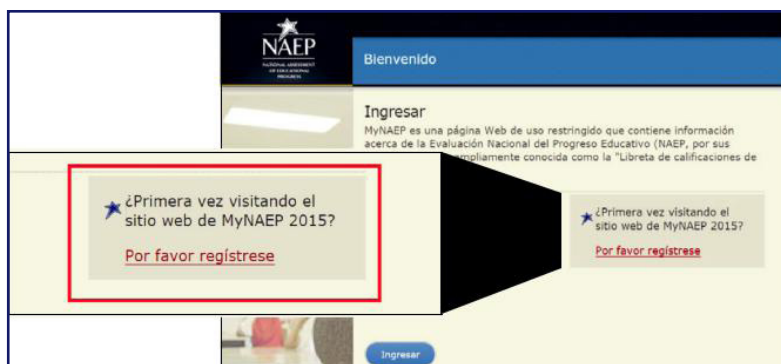 NAEP
NATIONAL ASSESSMENT
OF EDUCATIONAL
PROGRESS
Bienvenido
Ingresar
MyNAEP es una página Web de uso restringido que contiene información
acerca de la Evaluación Nacional del Progreso Educativo (NAEP, por sus
ampliamente conocida como la "Libreta de calificaciones de
¿Primera vez visitando el
sitio web de MyNAEP 2015?
Por favor regístrese
¿Primera vez visitando el
sitio web de MyNAEP 2015?
Por favor regístrese
Ingresar